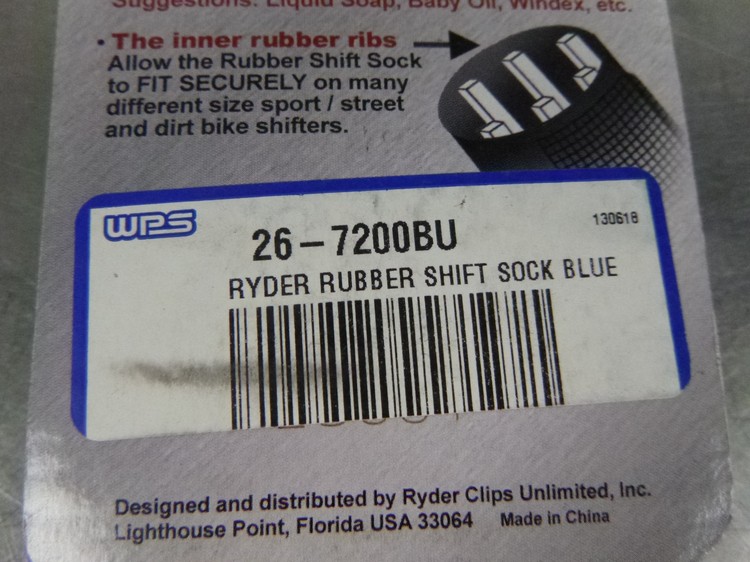 Suggestions: Liquid Soap, Baby Oil, Windex, etc.
• The inner rubber ribs
Allow the Rubber Shift Sock
to FIT SECURELY on many
different size sport / street
and dirt bike shifters.
WPS
26-7200BU
130618
RYDER RUBBER SHIFT SOCK BLUE
Designed and distributed by Ryder Clips Unlimited, Inc.
Lighthouse Point, Florida USA 33064 Made in China